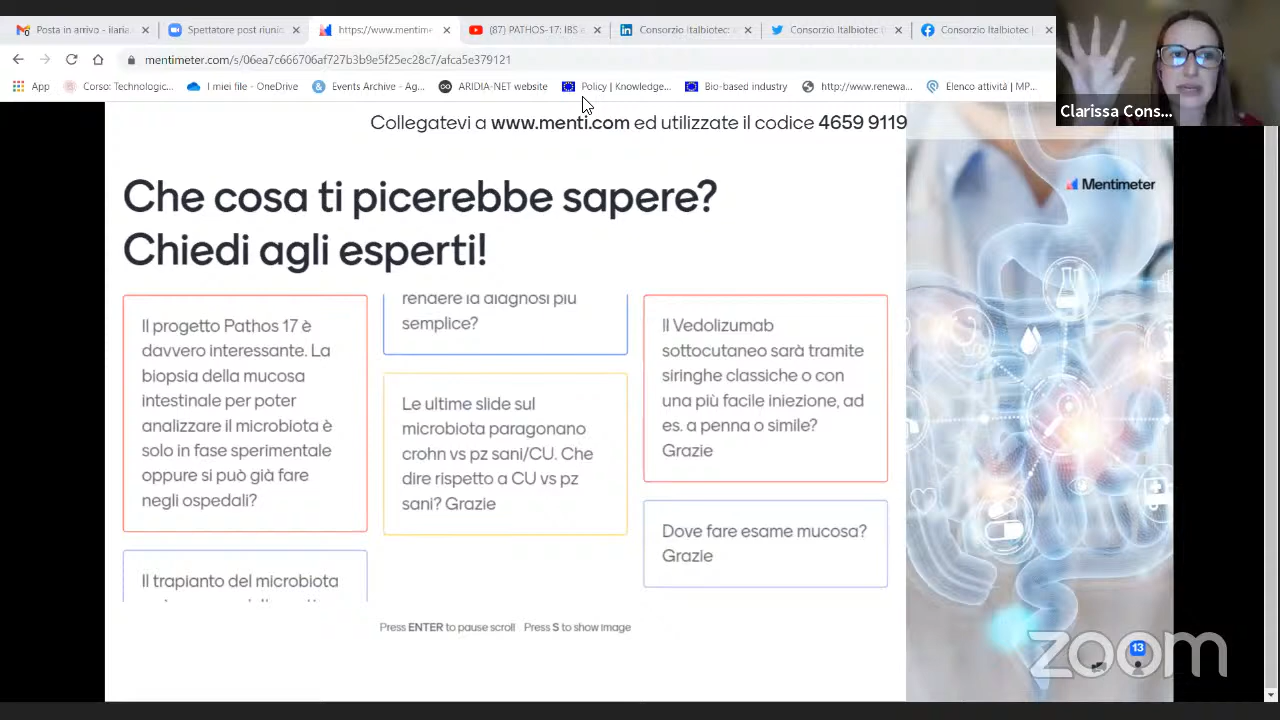 Posta in arrivo - ilaria
Spettatore post riunio
https://www.mentime
(87) PATHOS-17: IBS e
Consorzio Italbiotec:
Consorzio Italbiotec (
Consorzio Italbiotec |
mentimeter.com/s/06ea7c666706af727b3b9e5f25ec28c7/afca5e379121
App
Corso: Technologic...
I miei file - OneDrive
Events Archive - Ag...
ARIDIA-NET website
Policy | Knowledge...
Bio-based industry
http://www.renewa...
Elenco attività | MP...
Clarissa Cons...
Collegatevi a www.menti.com ed utilizzate il codice 4659 9119
Mentimeter
Che cosa ti picerebbe sapere?
Chiedi agli esperti!
Il progetto Pathos 17 è
davvero interessante. La
biopsia della mucosa
intestinale per poter
analizzare il microbiota è
solo in fase sperimentale
oppure si può già fare
negli ospedali?
Il trapianto del microbiota
rendere la diagnosi più
semplice?
Le ultime slide sul
microbiota paragonano
crohn vs pz sani/CU. Che
dire rispetto a CU vs pz
sani? Grazie
Il Vedolizumab
sottocutaneo sarà tramite
siringhe classiche o con
una più facile iniezione, ad
es. a penna o simile?
Grazie
Dove fare esame mucosa?
Grazie
Press ENTER to pause scroll Press S to show image
zoom
13